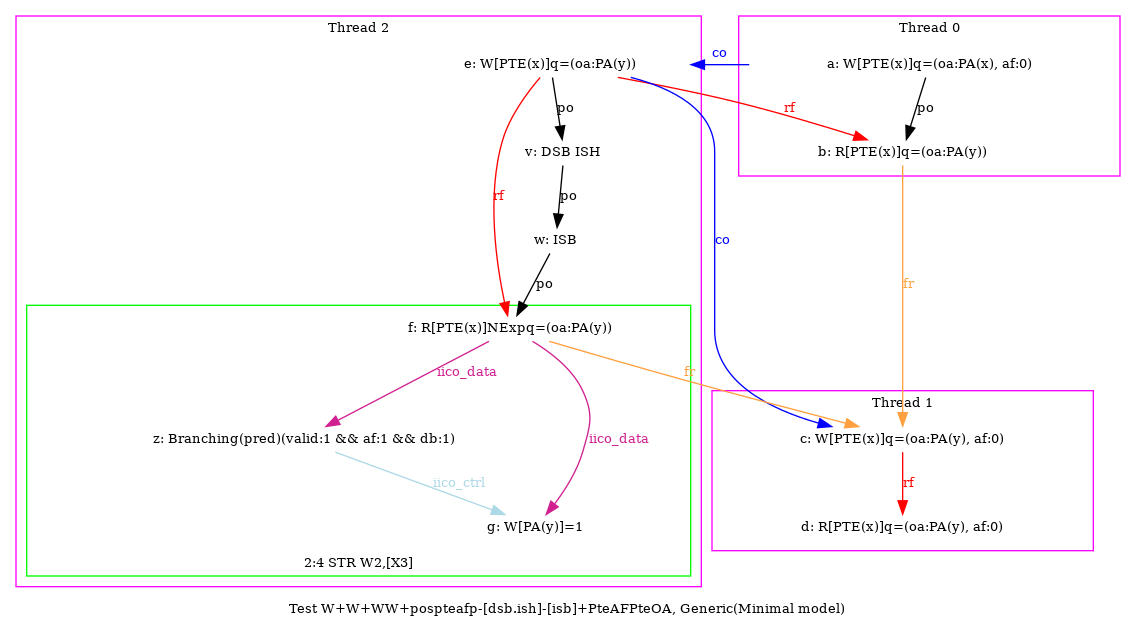 Thread 2
Thread 0
co
e: W[PTE(x)]q=(oa:PA(y))
a: W[PTE(x)]q=(oa:PA(x), af:0)
po
rf
po
v: DSB ISH
b: R[PTE(x)]q=(oa:PA(y))
rf
po
w: ISB
co
po
fr
f: R[PTE(x)]NExpq=(oa:PA(y))
iico_data
fr
Thread 1
z: Branching(pred)(valid:1 && af:1 && db:1)
iico_data
c: W[PTE(x)]q=(oa:PA(y), af:0)
iico_ctrl
rf
g: W[PA(y)]=1
d: R[PTE(x)]q=(oa:PA(y), af:0)
2:4 STR W2,[X3]
Test W+W+WW+pospteafp-[dsb.ish]-[isb]+PteAFPteOA, Generic(Minimal model)